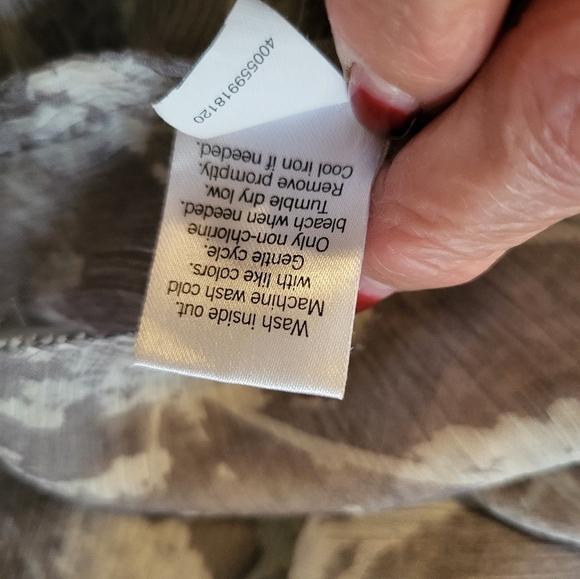 Wash inside out.
Machine wash cold
with like colors.
Gentle cycle.
Only non-chlorine
bleach when needed.
Tumble dry low.
Remove promptly.
Cool iron if needed.
400559918120